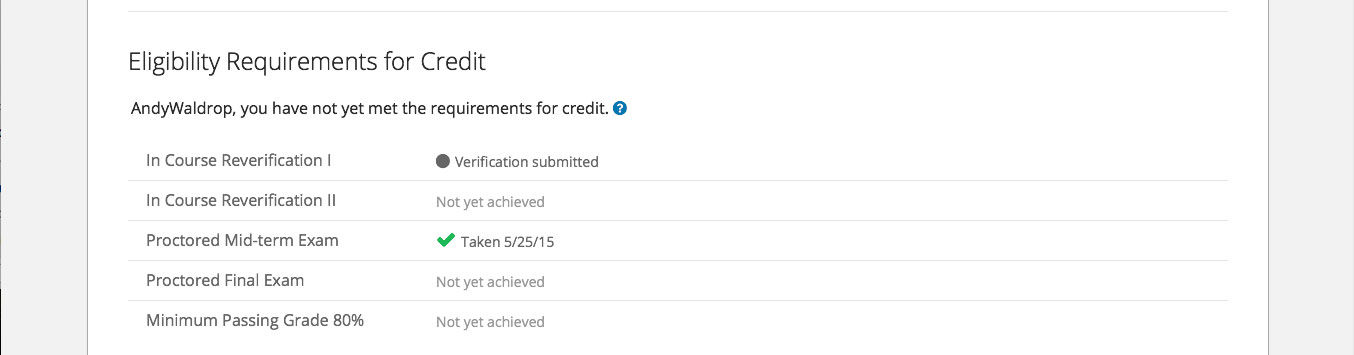 Eligibility Requirements for Credit
AndyWaldrop, you have not yet met the requirements for credit. ?
In Course Reverification I Verification submitted
In Course Reverification II Not yet achieved
Proctored Mid-term Exam Taken 5/25/15
Proctored Final Exam Not yet achieved
Minimum Passing Grade 80% Not yet achieved